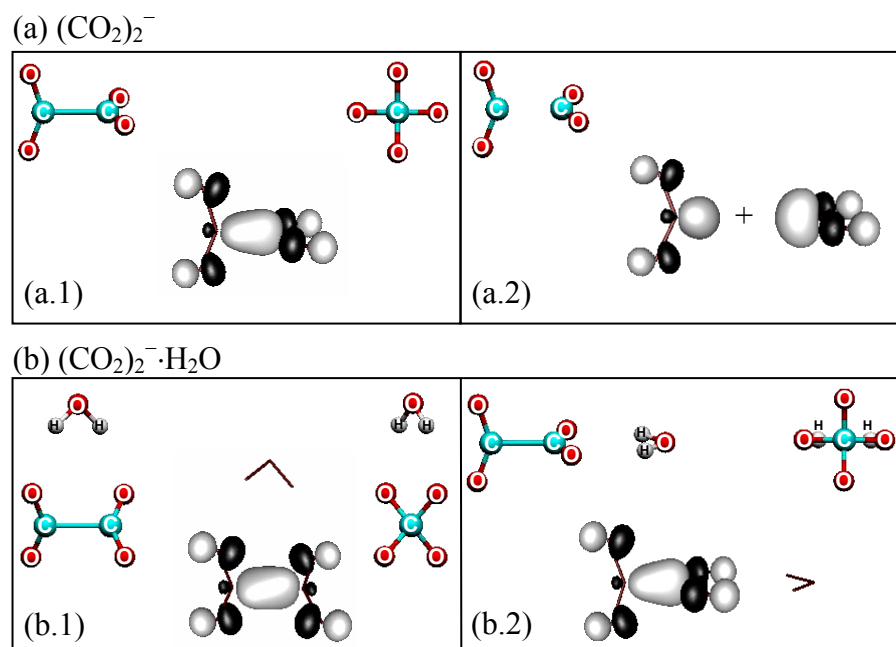 (a) (CO₂)₂⁻
O O
C C O
O O
O
O C O
O
(a.1)
O
C C O
O O
+
(a.2)
(b) (CO₂)₂⁻·H₂O
O
H H
O
H H
O O
C C
O O
O O
C
O O
(b.1)
O O
C C O
O
H
H O
O
H H
O C O
O
(b.2)